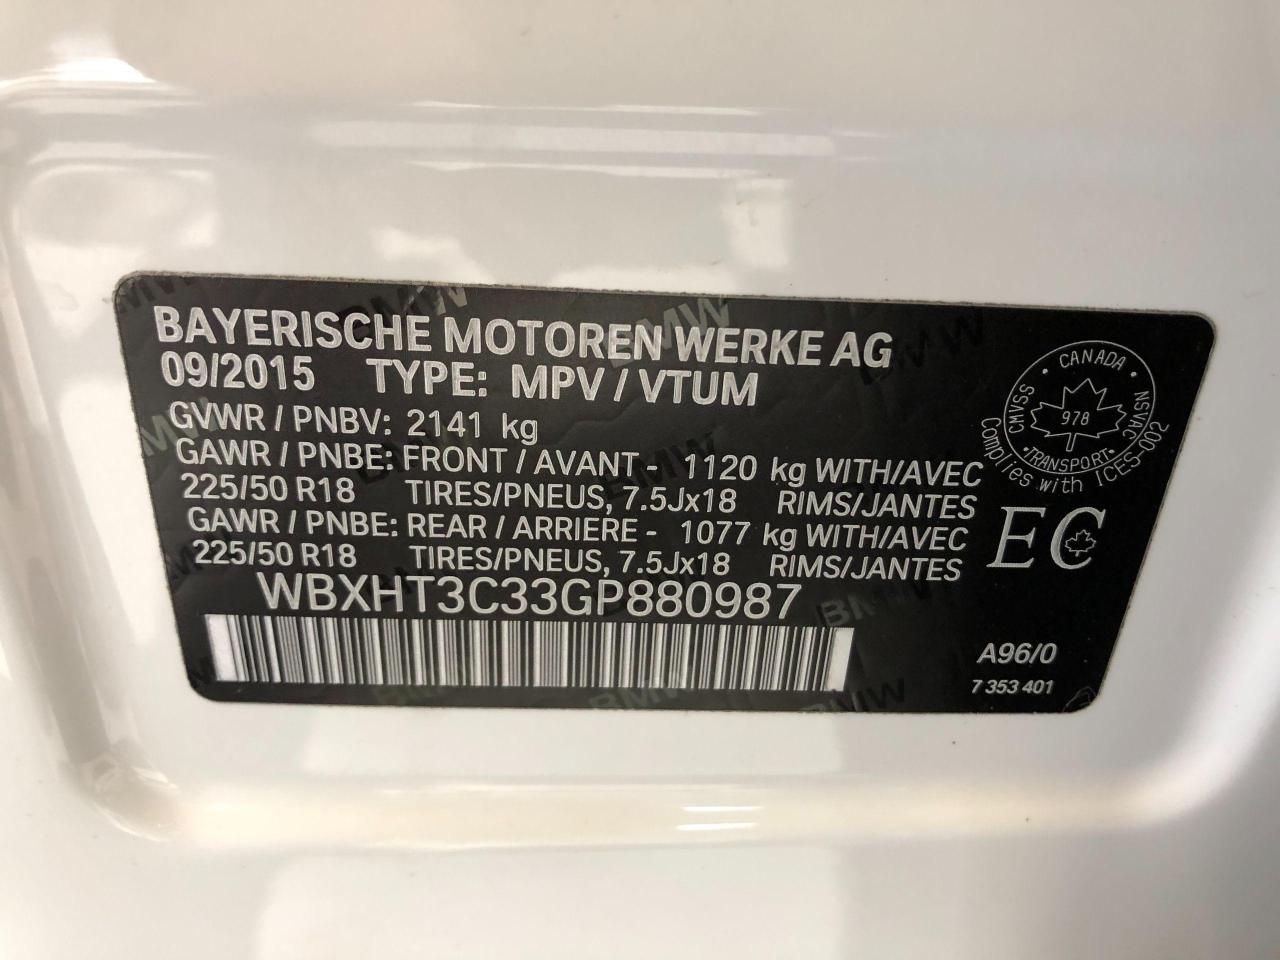 BAYERISCHE MOTOREN WERKE AG
09/2015 TYPE: MPV / VTUM
GVWR / PNBV: 2141 kg
GAWR / PNBE: FRONT / AVANT - 1120 kg WITH/AVEC
225/50 R18 TIRES/PNEUS, 7.5Jx18 RIMS/JANTES
GAWR / PNBE: REAR / ARRIERE - 1077 kg WITH/AVEC
225/50 R18 TIRES/PNEUS, 7.5Jx18 RIMS/JANTES
WBXHT3C33GP880987
CANADA
CMVSS
NSVAC
978
TRANSPORT
Complies with ICES-002
EC
A96/0
7 353 401